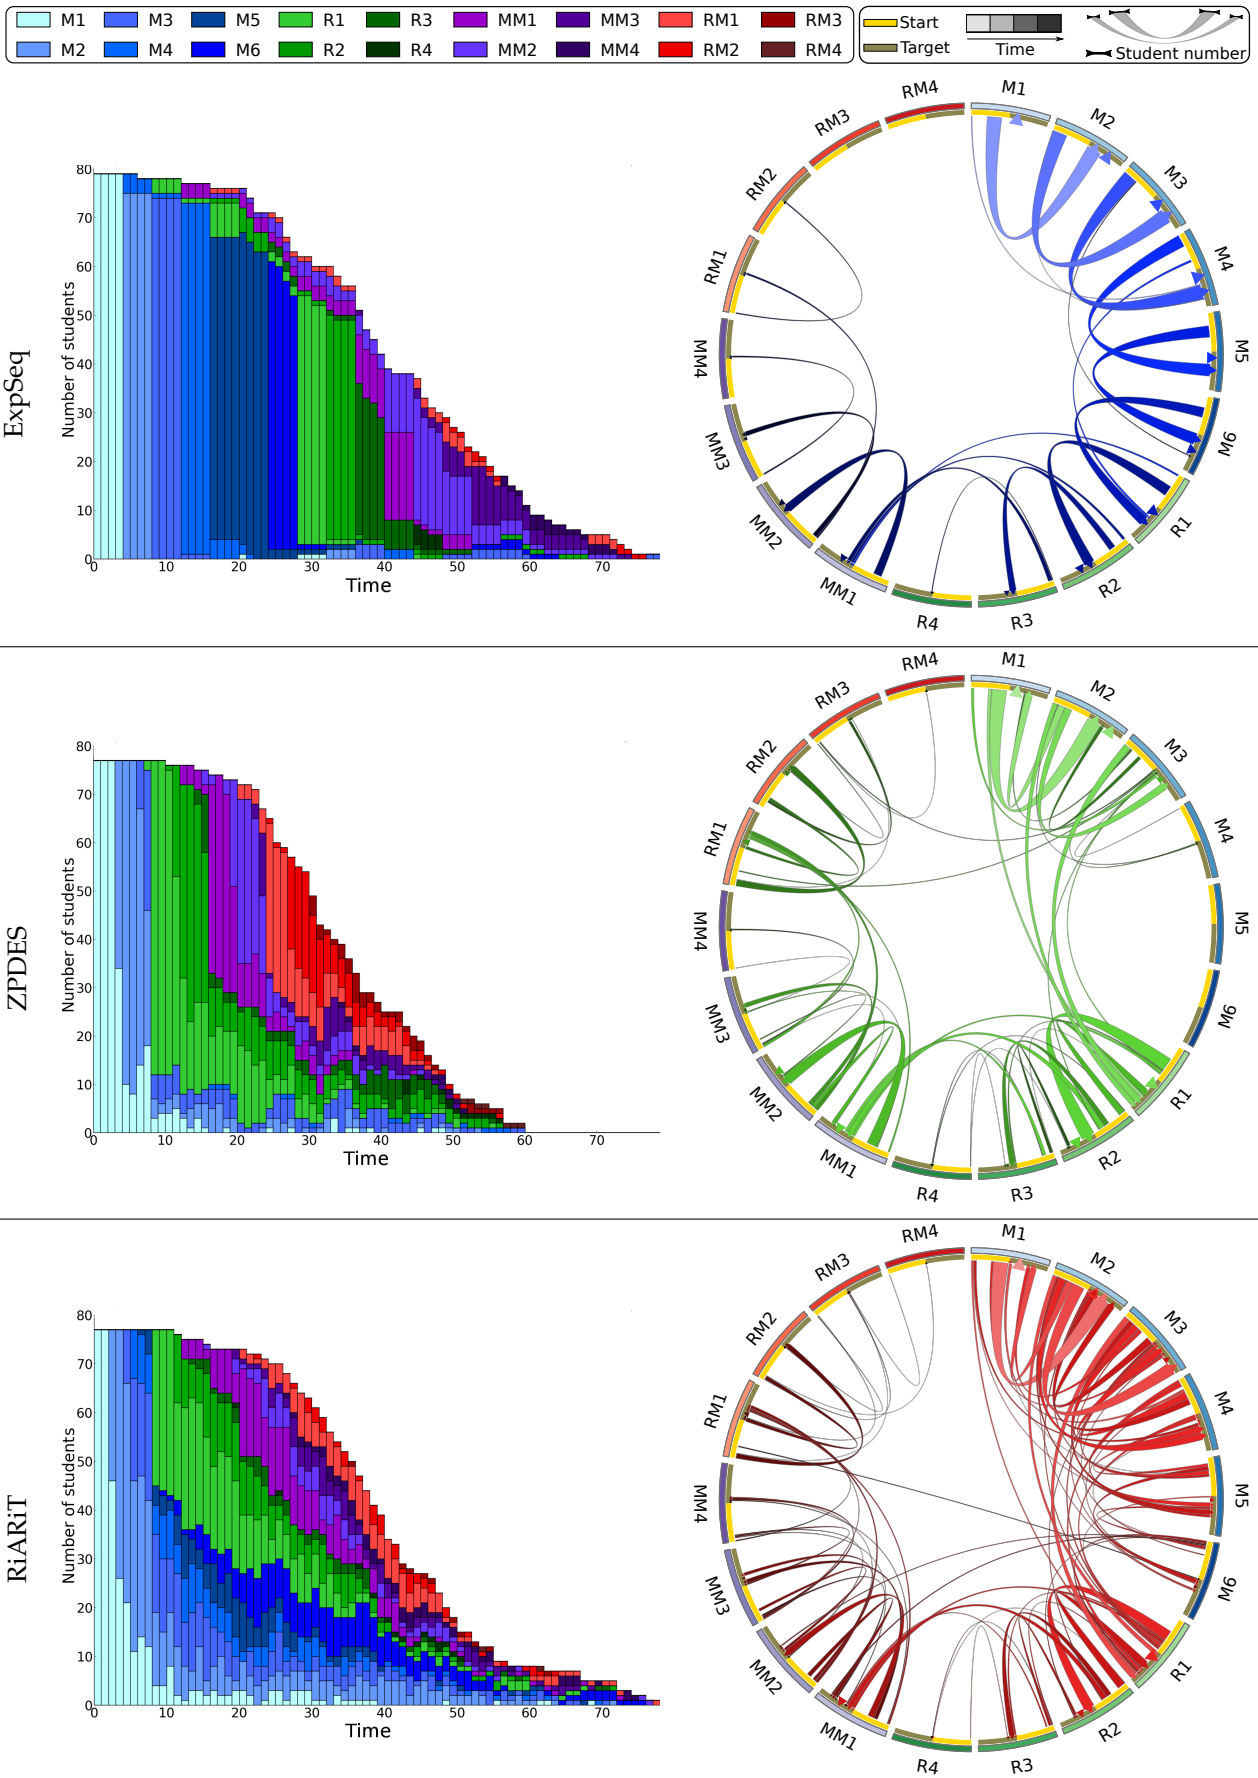 M1 M3 M5 R1 R3 MM1 MM3 RM1 RM3
M2 M4 M6 R2 R4 MM2 MM4 RM2 RM4
Start
Target
Time
Student number
ExpSeq
Number of students
80
70
60
50
40
30
20
10
0
0 10 20 30 40 50 60 70
Time
M1
M2
M3
M4
M5
M6
R1
R2
R3
R4
MM1
MM2
MM3
MM4
RM1
RM2
RM3
RM4
ZPDES
Number of students
80
70
60
50
40
30
20
10
0
0 10 20 30 40 50 60 70
Time
M1
M2
M3
M4
M5
M6
R1
R2
R3
R4
MM1
MM2
MM3
MM4
RM1
RM2
RM3
RM4
RiARiT
Number of students
80
70
60
50
40
30
20
10
0
0 10 20 30 40 50 60 70
Time
M1
M2
M3
M4
M5
M6
R1
R2
R3
R4
MM1
MM2
MM3
MM4
RM1
RM2
RM3
RM4